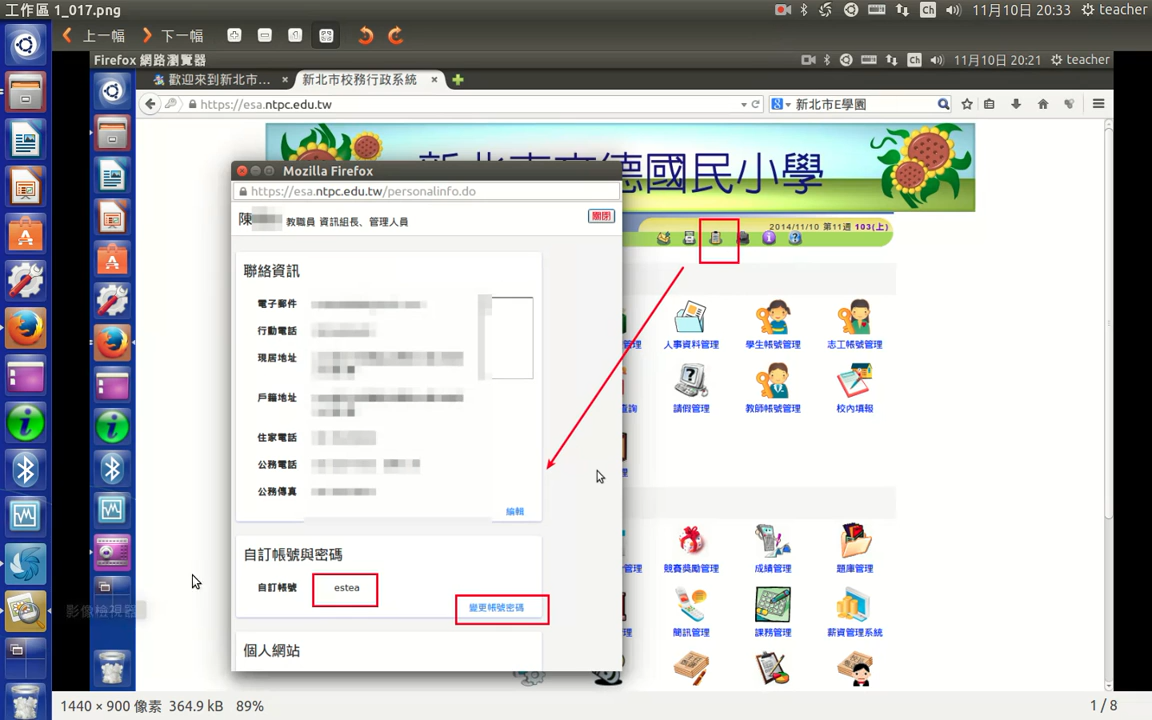 工作區 1_017.png
Ch
11月10日 20:33
teacher
上一幅
下一幅
Firefox 網路瀏覽器
Ch
11月10日 20:21
teacher
歡迎來到新北市...
新北市校務行政系統
https://esa.ntpc.edu.tw
新北市E學園
德國民小學
2014/11/10 第11週 103(上)
Mozilla Firefox
https://esa.ntpc.edu.tw/personalinfo.do
陳
教職員 資訊組長、管理人員
關閉
聯絡資訊
電子郵件
行動電話
現居地址
戶籍地址
住家電話
公務電話
公務傳真
編輯
自訂帳號與密碼
自訂帳號
estea
變更帳號密碼
個人網站
管理
人事資料管理
學生帳號管理
志工帳號管理
查詢
請假管理
教師帳號管理
校內填報
管理
競賽獎勵管理
成績管理
題庫管理
管理
簡訊管理
課務管理
薪資管理系統
影像檢視器
1440 × 900 像素 364.9 kB 89%
1 / 8